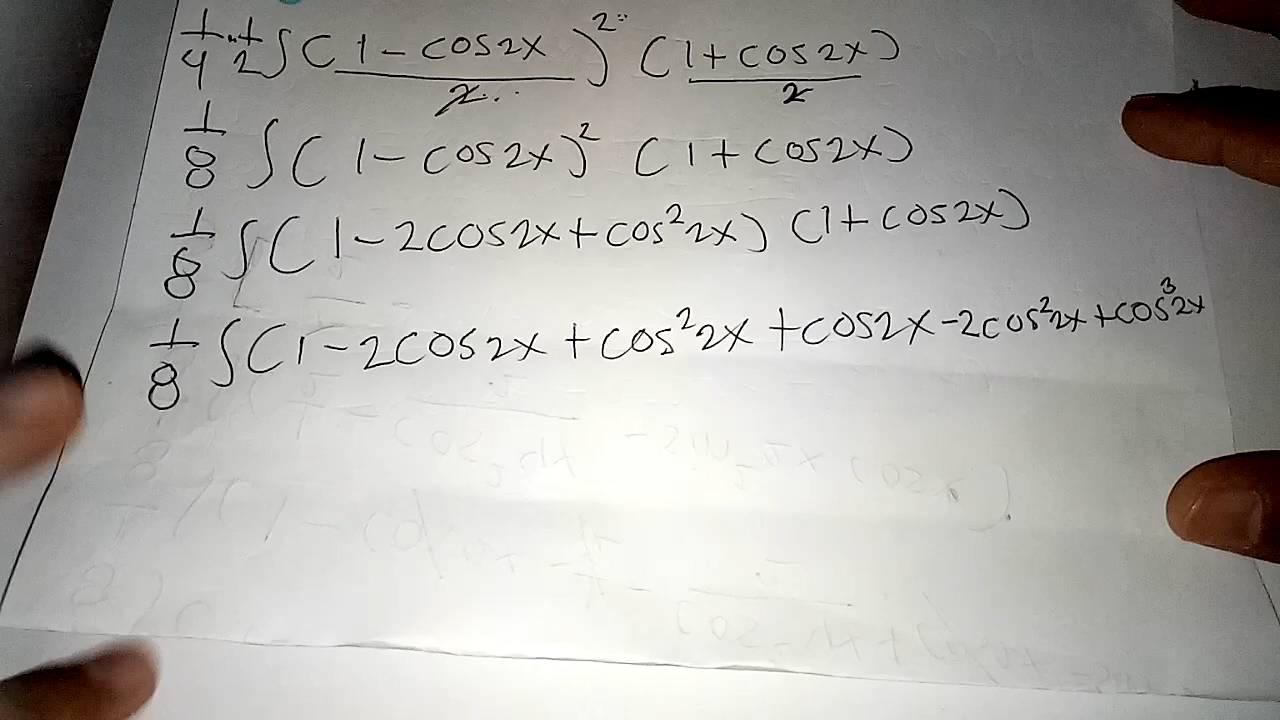 1/4 · 1/2 ∫ ( (1 - cos2x)/2 )² ( (1 + cos2x)/2 )
1/8 ∫ ( 1 - cos2x )² ( 1 + cos2x )
1/8 ∫ ( 1 - 2cos2x + cos²2x ) ( 1 + cos2x )
1/8 ∫ ( 1 - 2cos2x + cos²2x + cos2x - 2cos²2x + cos³2x